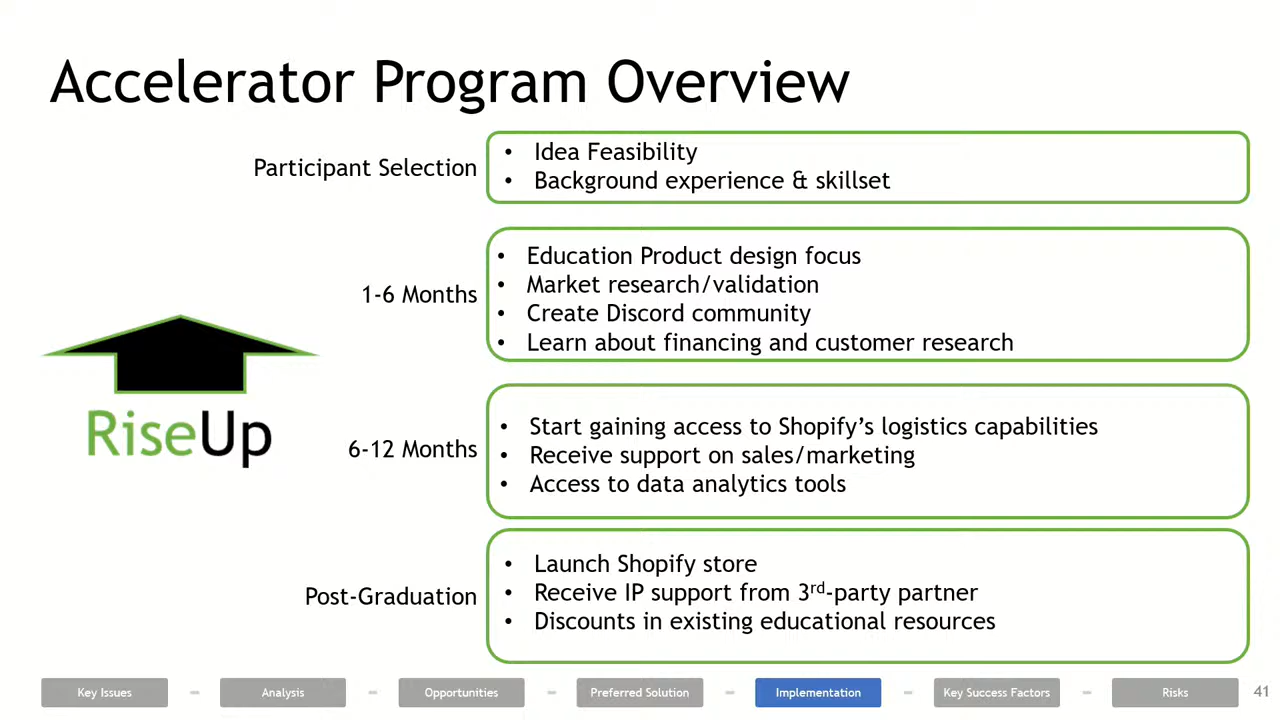 Accelerator Program Overview
Participant Selection
• Idea Feasibility
• Background experience & skillset
1-6 Months
• Education Product design focus
• Market research/validation
• Create Discord community
• Learn about financing and customer research
RiseUp
6-12 Months
• Start gaining access to Shopify’s logistics capabilities
• Receive support on sales/marketing
• Access to data analytics tools
Post-Graduation
• Launch Shopify store
• Receive IP support from 3rd-party partner
• Discounts in existing educational resources
Key Issues
Analysis
Opportunities
Preferred Solution
Implementation
Key Success Factors
Risks
41